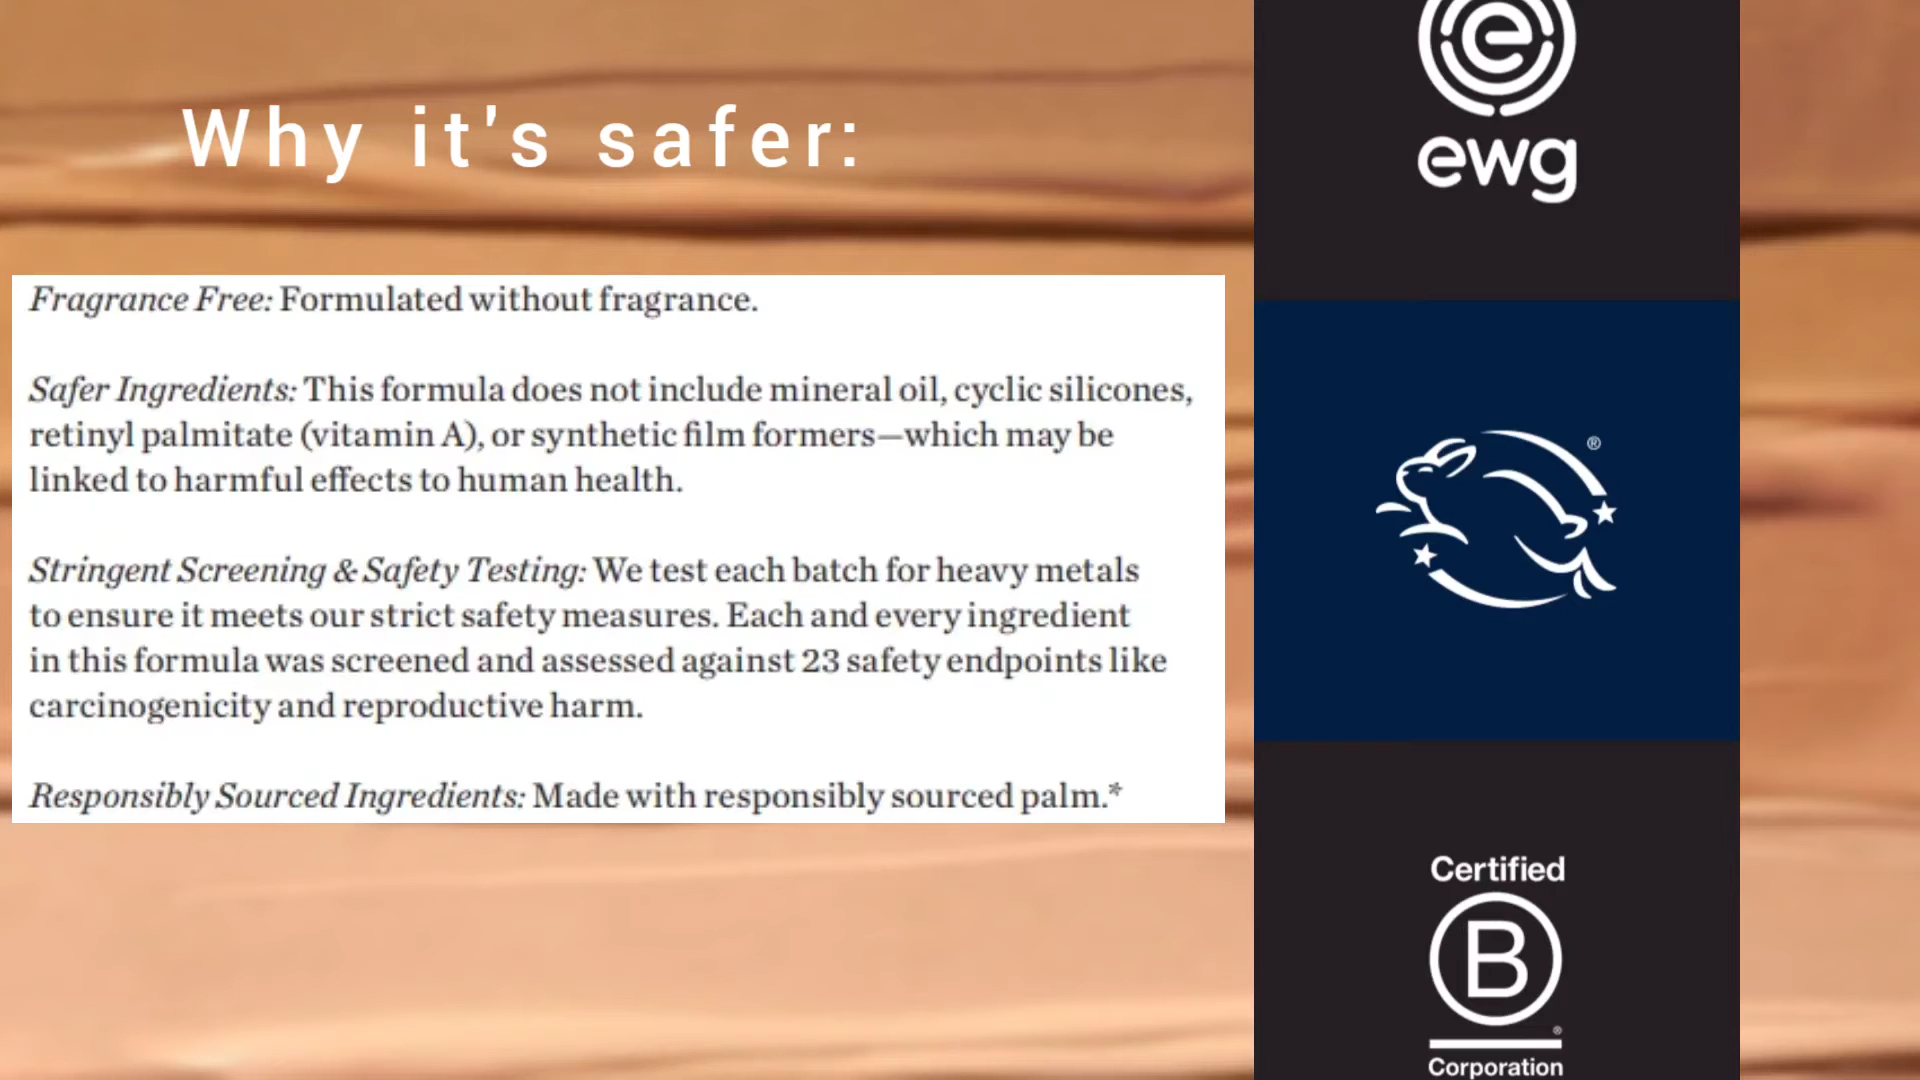 Why it's safer:
Fragrance Free: Formulated without fragrance.
Safer Ingredients: This formula does not include mineral oil, cyclic silicones,
retinyl palmitate (vitamin A), or synthetic film formers—which may be
linked to harmful effects to human health.
Stringent Screening & Safety Testing: We test each batch for heavy metals
to ensure it meets our strict safety measures. Each and every ingredient
in this formula was screened and assessed against 23 safety endpoints like
carcinogenicity and reproductive harm.
Responsibly Sourced Ingredients: Made with responsibly sourced palm.*
e
ewg
®
Certified
B
®
Corporation